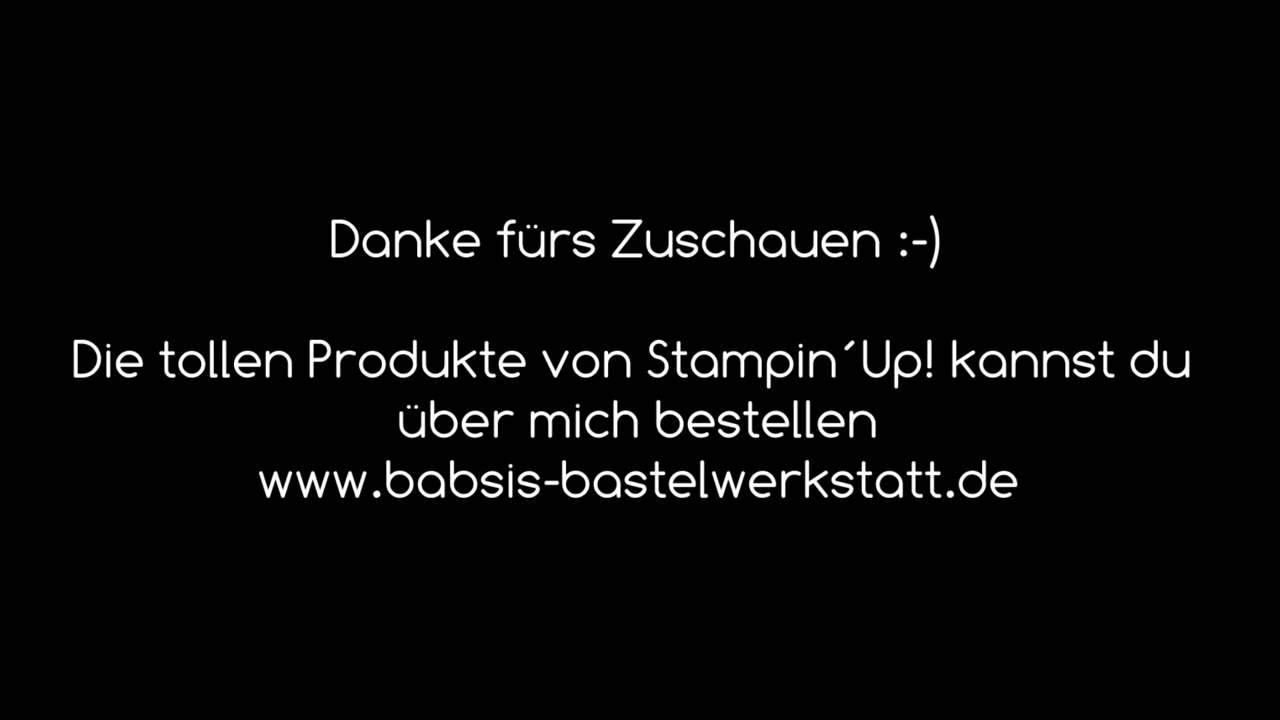 Danke fürs Zuschauen :-)
Die tollen Produkte von Stampin´Up! kannst du
über mich bestellen
www.babsis-bastelwerkstatt.de